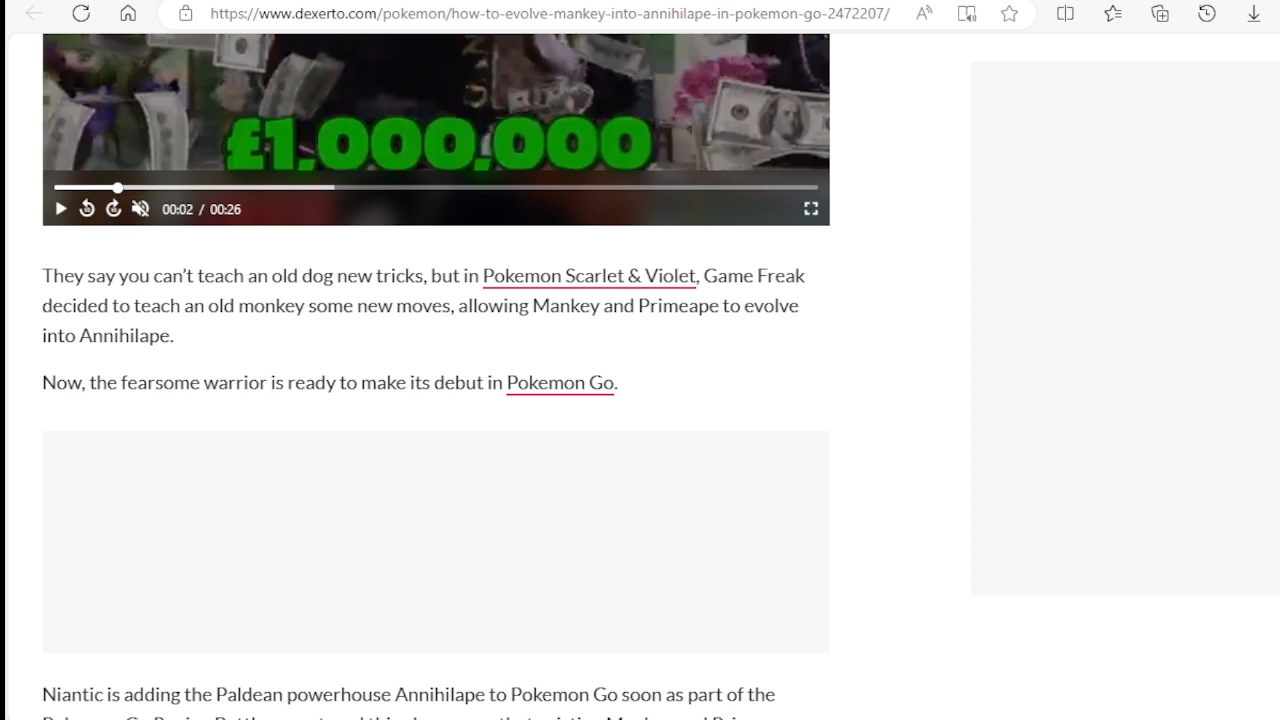 https://www.dexerto.com/pokemon/how-to-evolve-mankey-into-annihilape-in-pokemon-go-2472207/
£1,000,000
00:02 / 00:26
They say you can't teach an old dog new tricks, but in Pokemon Scarlet & Violet, Game Freak
decided to teach an old monkey some new moves, allowing Mankey and Primeape to evolve
into Annihilape.
Now, the fearsome warrior is ready to make its debut in Pokemon Go.
Niantic is adding the Paldean powerhouse Annihilape to Pokemon Go soon as part of the